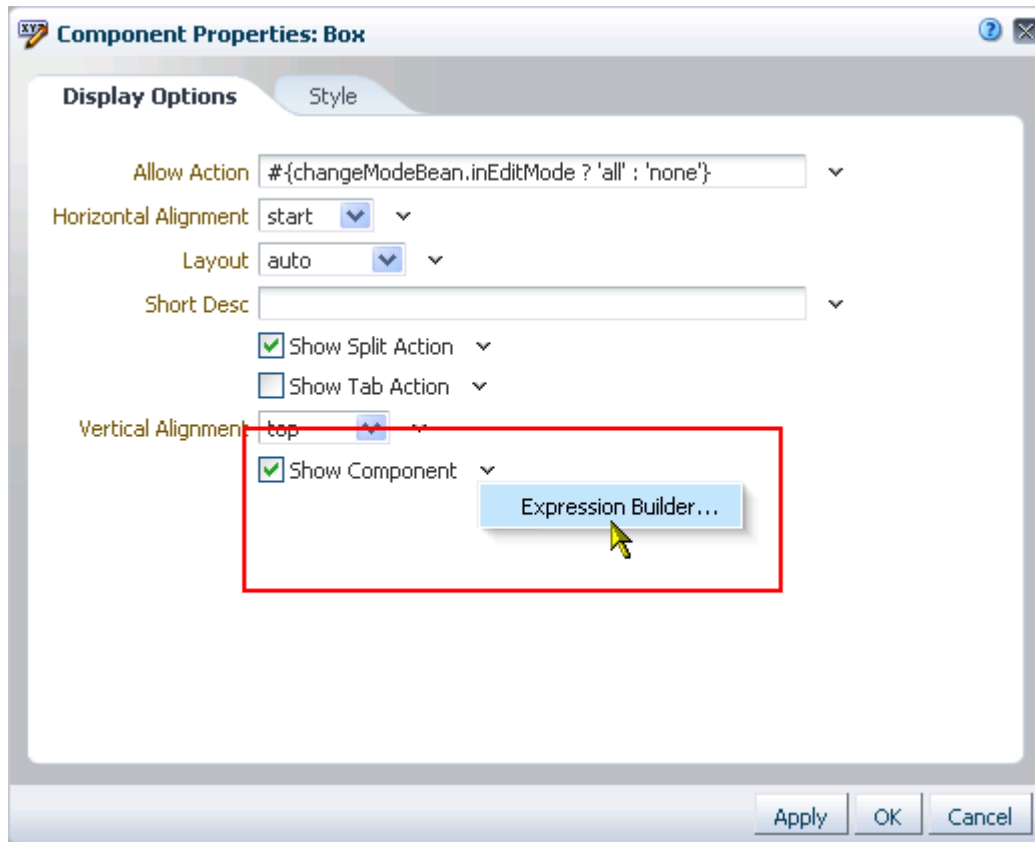 XYZ
Component Properties: Box
?
Display Options Style
Allow Action #{changeModeBean.inEditMode ? 'all' : 'none'}
Horizontal Alignment start
Layout auto
Short Desc
Show Split Action
Show Tab Action
Vertical Alignment top
Show Component
Expression Builder...
Apply OK Cancel